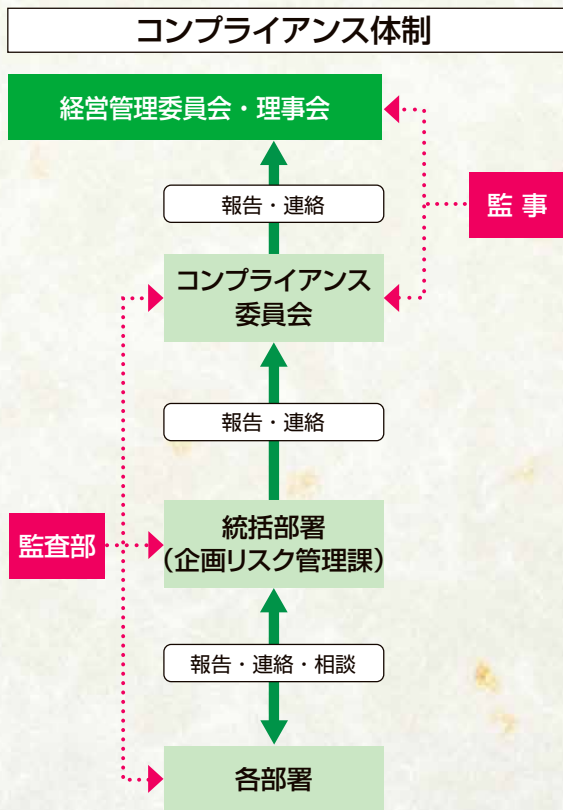 コンプライアンス体制
経営管理委員会・理事会
報告・連絡
監 事
コンプライアンス
委員会
報告・連絡
監査部
統括部署
(企画リスク管理課)
報告・連絡・相談
各部署